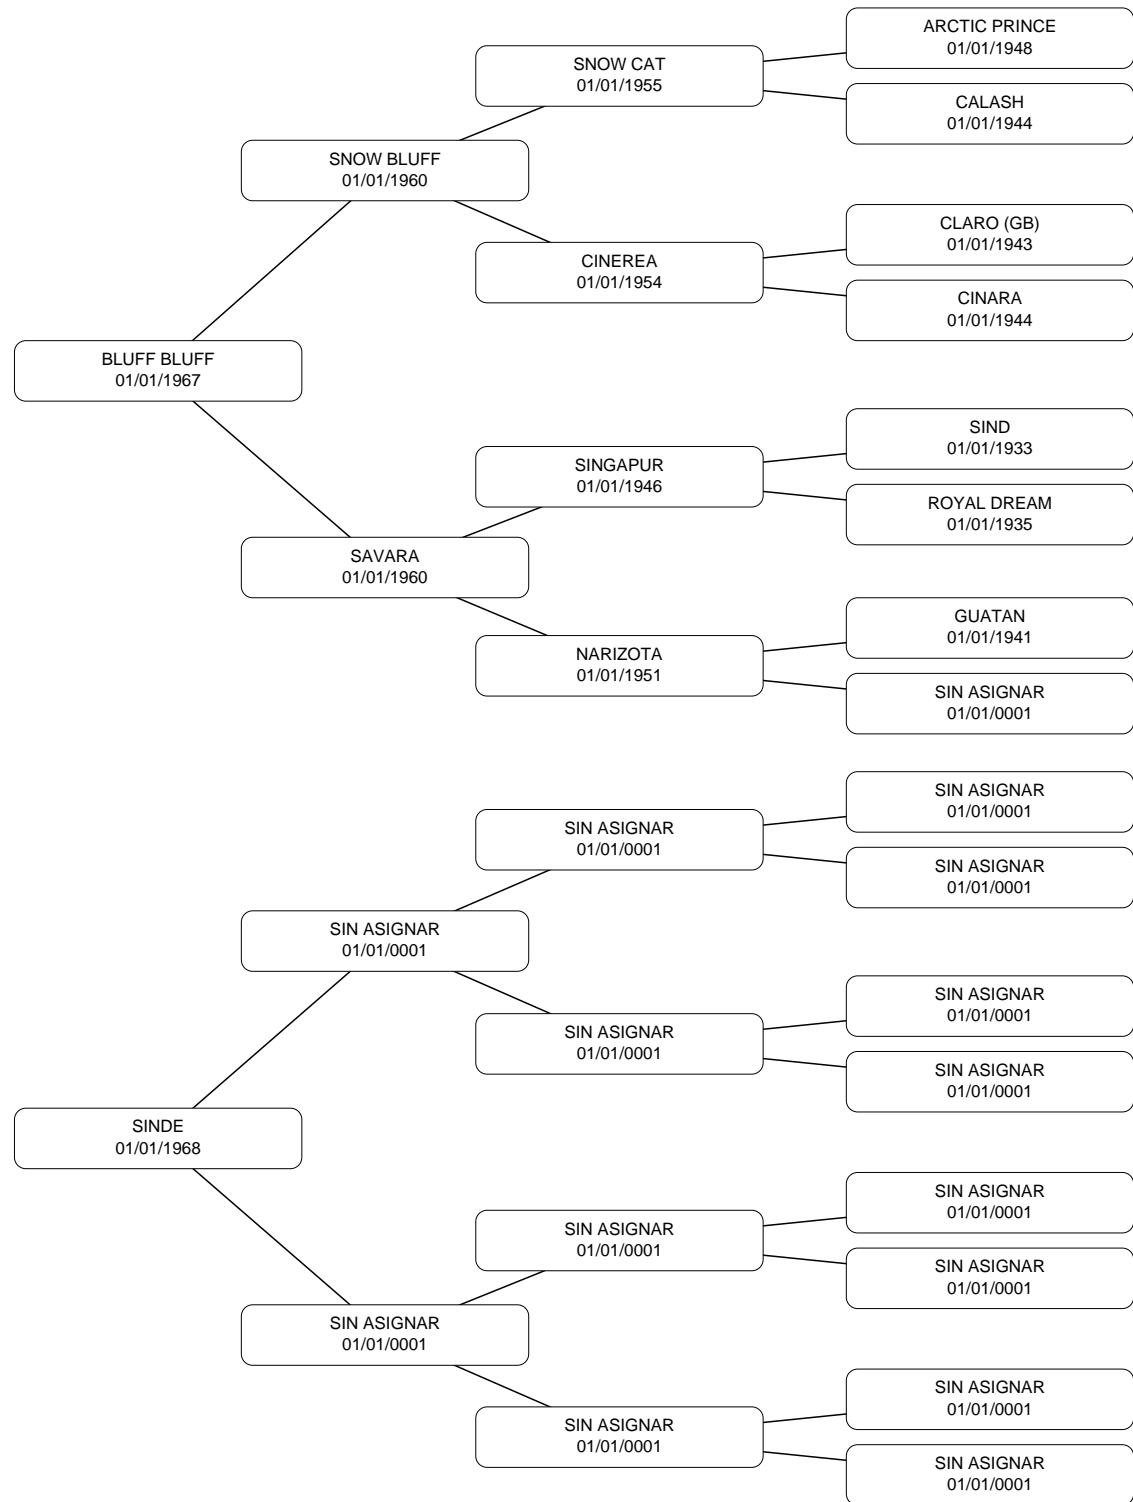 ARCTIC PRINCE
01/01/1948
SNOW CAT
01/01/1955
CALASH
01/01/1944
SNOW BLUFF
01/01/1960
CLARO (GB)
01/01/1943
CINEREA
01/01/1954
CINARA
01/01/1944
BLUFF BLUFF
01/01/1967
SIND
01/01/1933
SINGAPUR
01/01/1946
ROYAL DREAM
01/01/1935
SAVARA
01/01/1960
GUATAN
01/01/1941
NARIZOTA
01/01/1951
SIN ASIGNAR
01/01/0001
SIN ASIGNAR
01/01/0001
SIN ASIGNAR
01/01/0001
SIN ASIGNAR
01/01/0001
SIN ASIGNAR
01/01/0001
SIN ASIGNAR
01/01/0001
SIN ASIGNAR
01/01/0001
SIN ASIGNAR
01/01/0001
SINDE
01/01/1968
SIN ASIGNAR
01/01/0001
SIN ASIGNAR
01/01/0001
SIN ASIGNAR
01/01/0001
SIN ASIGNAR
01/01/0001
SIN ASIGNAR
01/01/0001
SIN ASIGNAR
01/01/0001
SIN ASIGNAR
01/01/0001